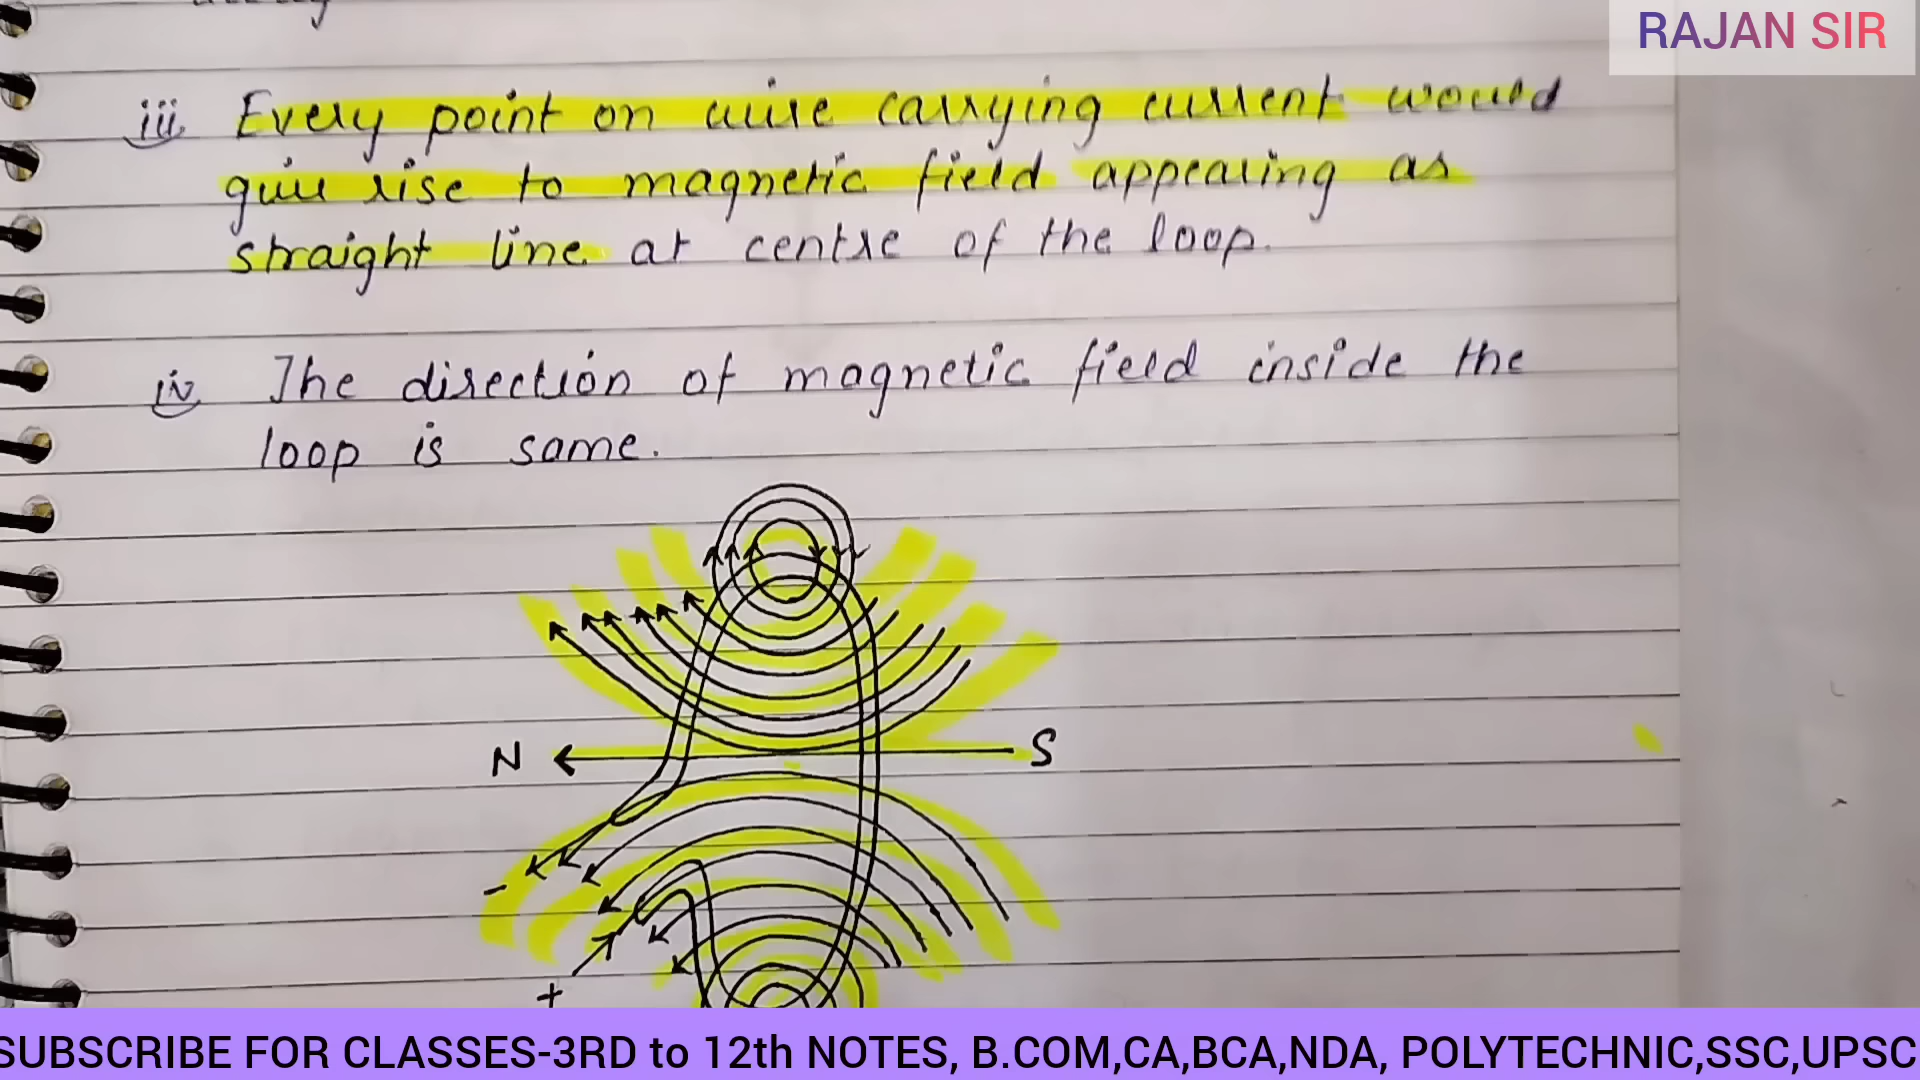 RAJAN SIR
iii Every point on wire carrying current would
give rise to magnetic field appearing as
straight line at centre of the loop.
iv The direction of magnetic field inside the
loop is same.
N S
-
+
SUBSCRIBE FOR CLASSES-3RD to 12th NOTES, B.COM,CA,BCA,NDA, POLYTECHNIC,SSC,UPSC